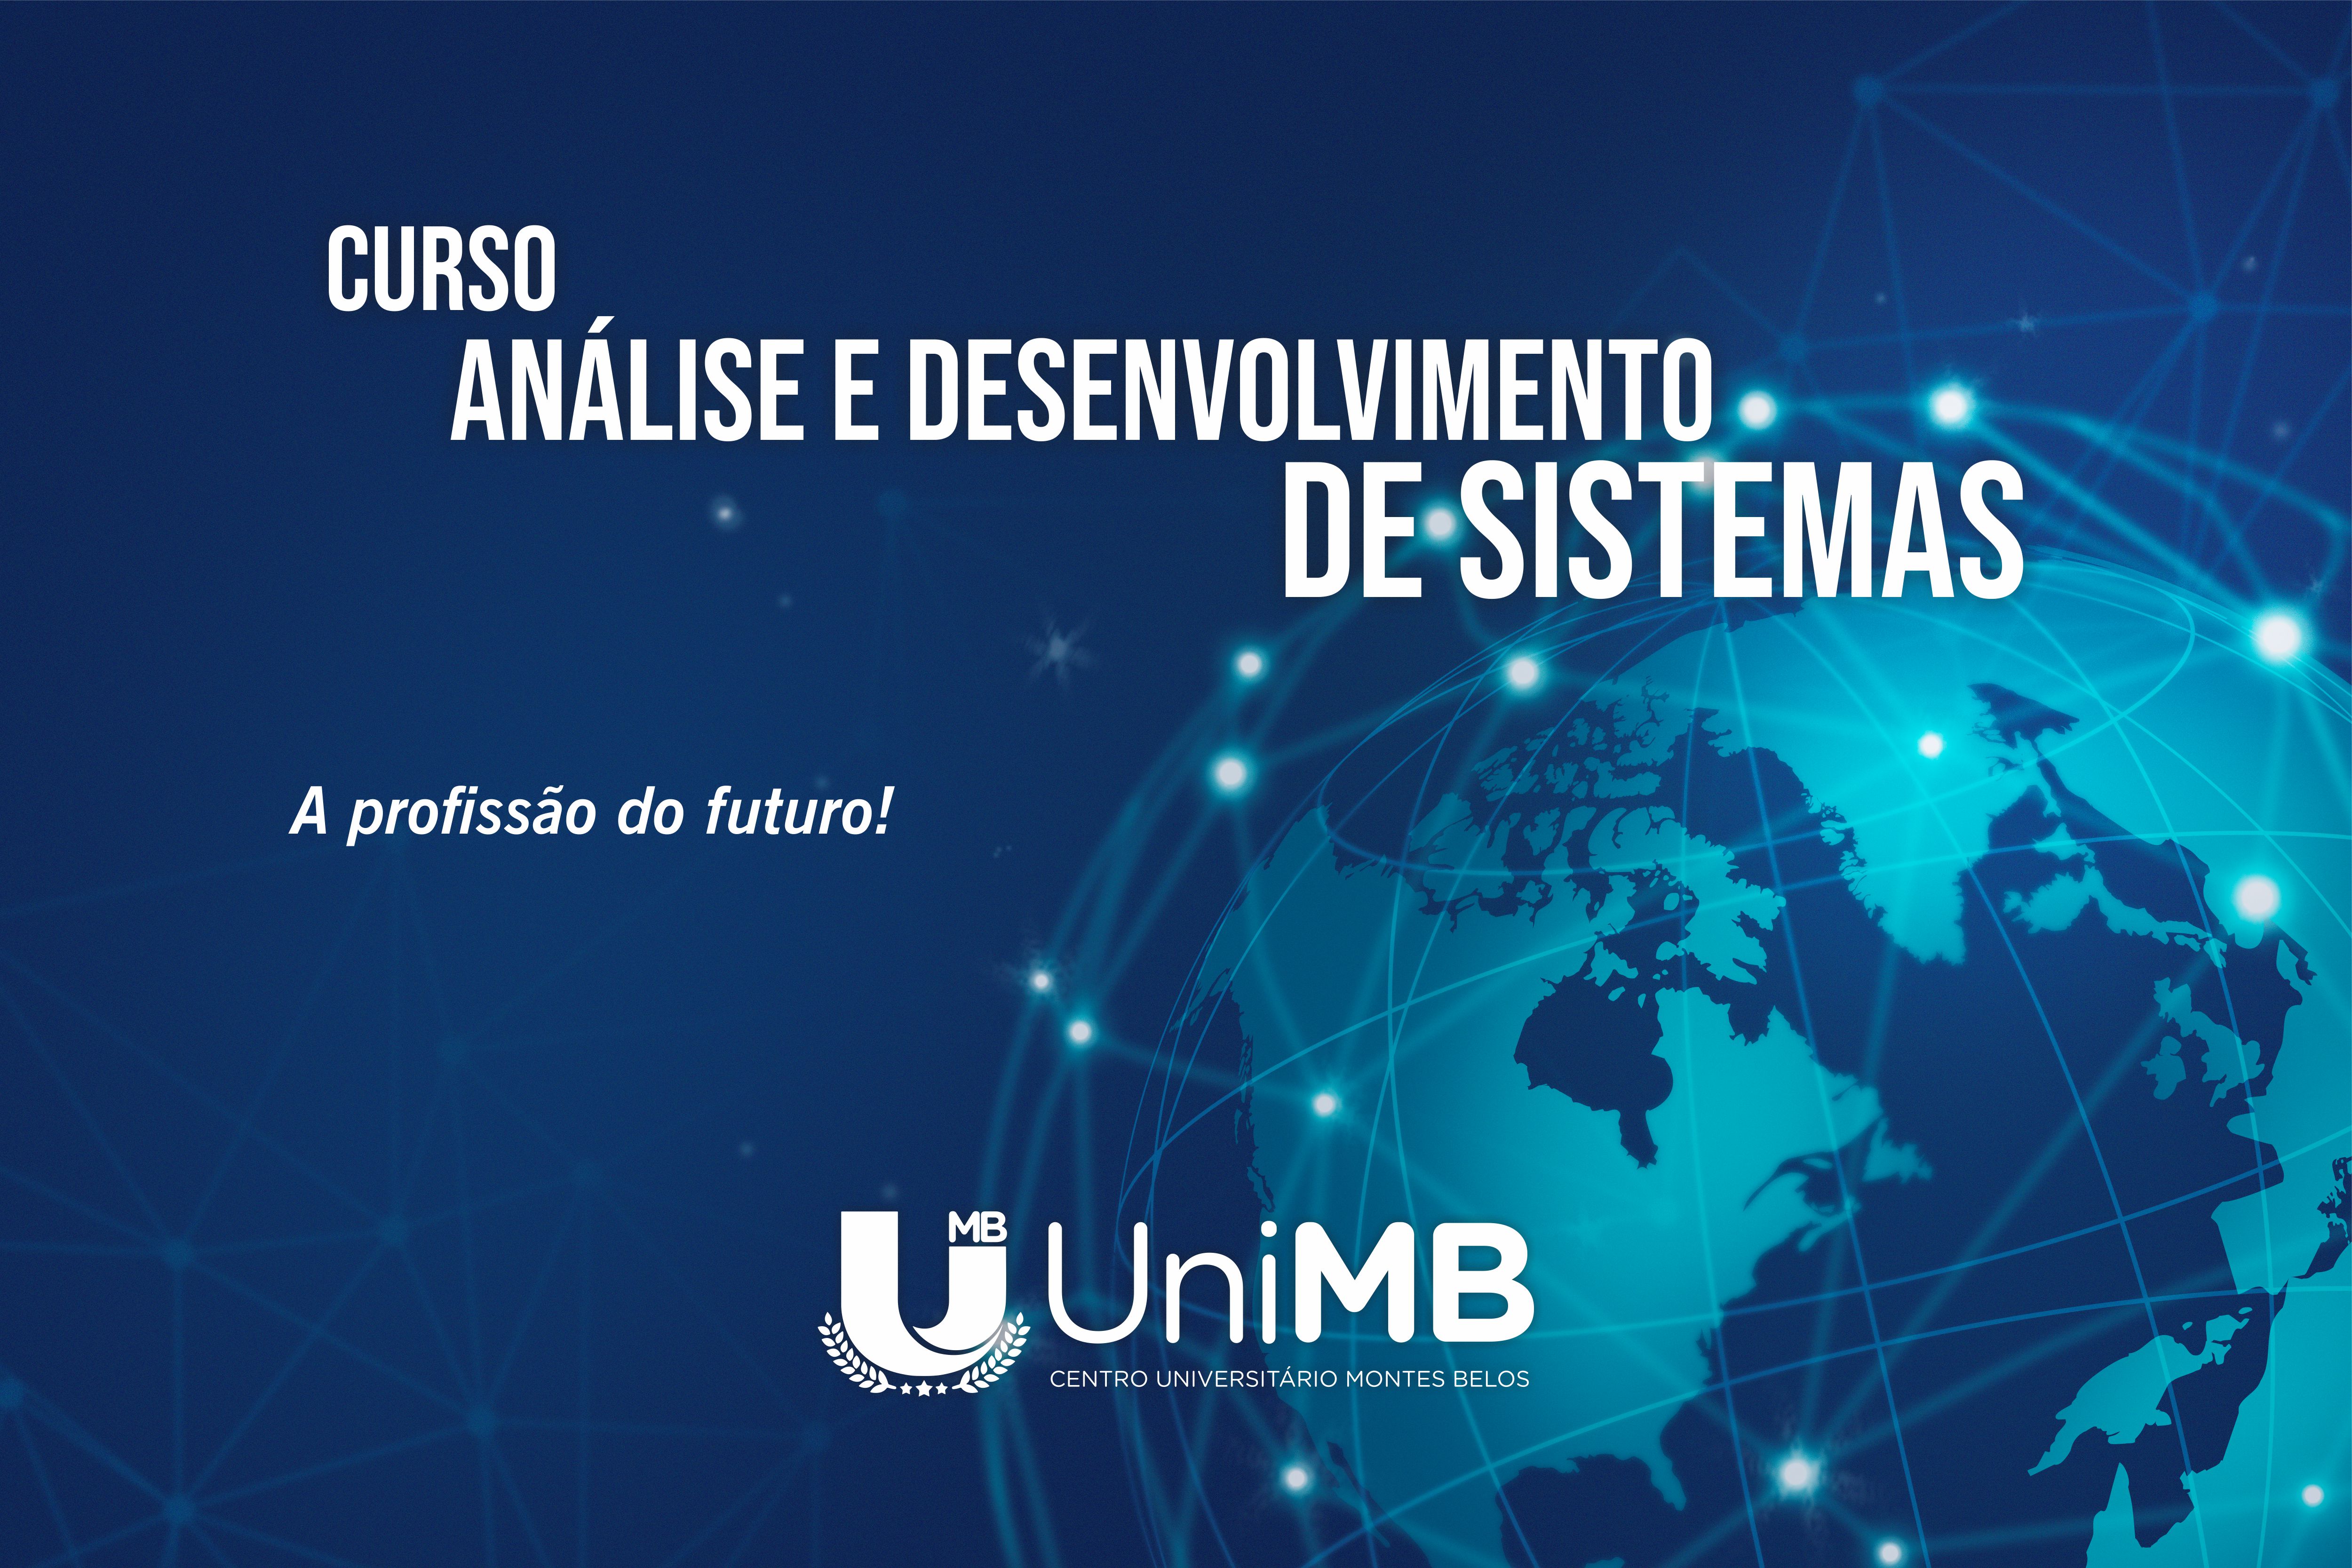 CURSO
ANÁLISE E DESENVOLVIMENTO
DE SISTEMAS
A profissão do futuro!
MB
UniMB
CENTRO UNIVERSITÁRIO MONTES BELOS